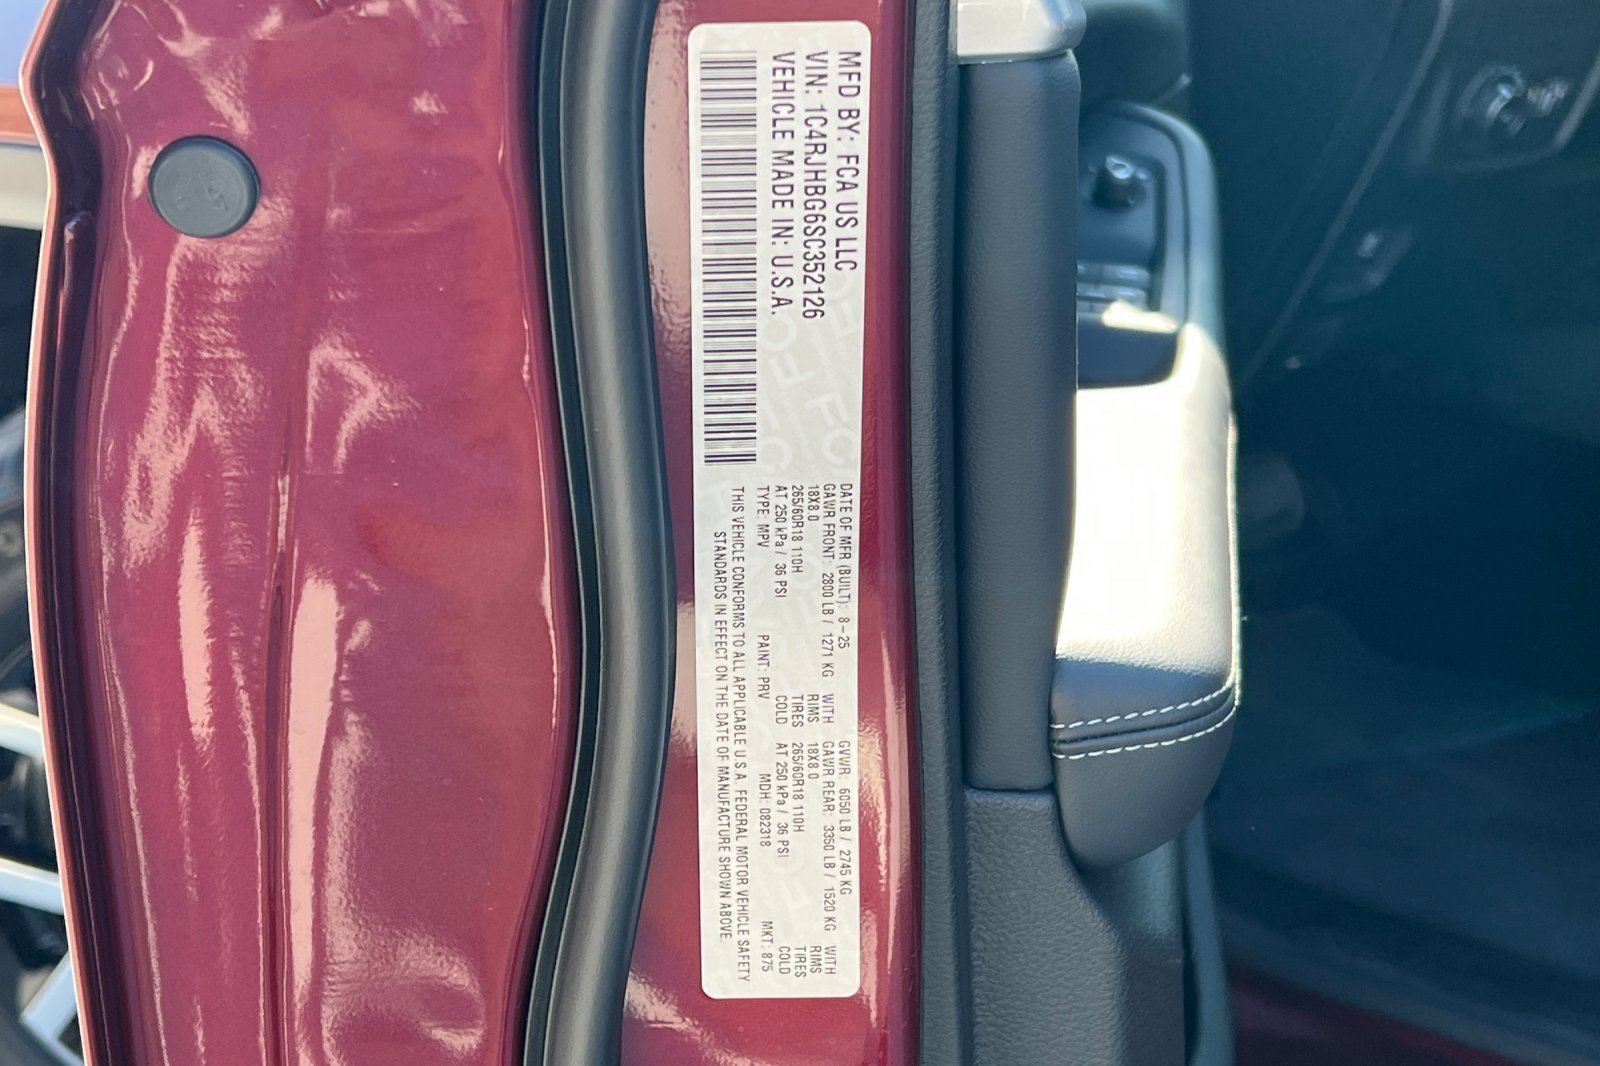 MFD BY: FCA US LLC
VIN: 1C4RJHBG6SC352126
VEHICLE MADE IN: U.S.A.
DATE OF MFR (BUILT): 8-25 GVWR: 6050 LB / 2745 KG
GAWR FRONT: 2800 LB / 1271 KG WITH GAWR REAR: 3350 LB / 1520 KG WITH
18X8.0 RIMS 18X8.0 RIMS
265/60R18 110H TIRES 265/60R18 110H TIRES
AT 250 kPa / 36 PSI COLD AT 250 kPa / 36 PSI COLD
TYPE: MPV PAINT: PRV MDH: 082318 MKT: 875
THIS VEHICLE CONFORMS TO ALL APPLICABLE U.S.A. FEDERAL MOTOR VEHICLE SAFETY
STANDARDS IN EFFECT ON THE DATE OF MANUFACTURE SHOWN ABOVE.